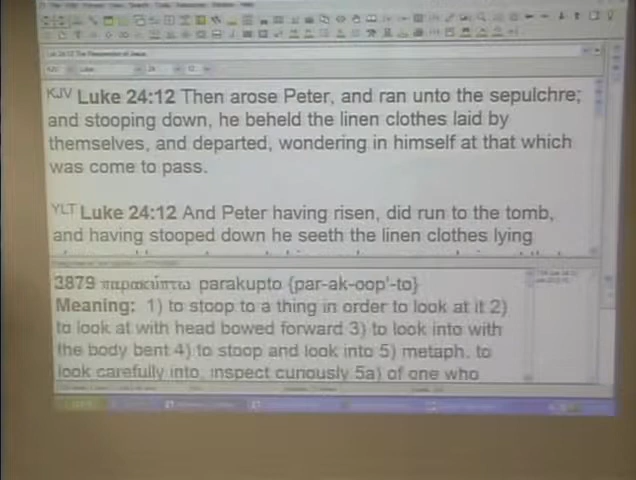 KJV Luke 24:12 Then arose Peter, and ran unto the sepulchre;
and stooping down, he beheld the linen clothes laid by
themselves, and departed, wondering in himself at that which
was come to pass.
YLT Luke 24:12 And Peter having risen, did run to the tomb,
and having stooped down he seeth the linen clothes lying
3879 παρακύπτω parakupto {par-ak-oop'-to}
Meaning: 1) to stoop to a thing in order to look at it 2)
to look at with head bowed forward 3) to look into with
the body bent 4) to stoop and look into 5) metaph. to
look carefully into, inspect curiously 5a) of one who